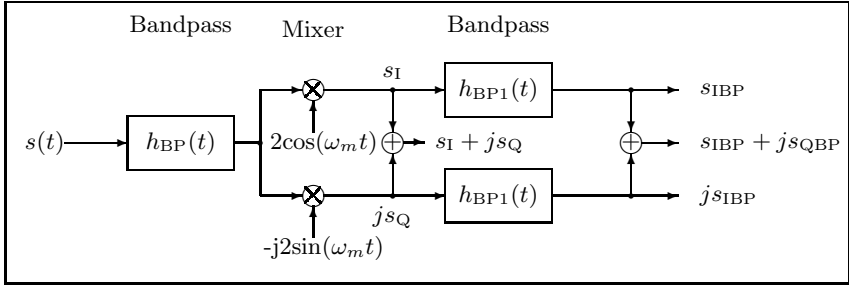 Bandpass Mixer Bandpass
s_I
h_BP1(t) s_IBP
s(t) h_BP(t) 2cos(ω_m t) s_I + js_Q s_IBP + js_QBP
h_BP1(t) js_IBP
js_Q
-j2sin(ω_m t)